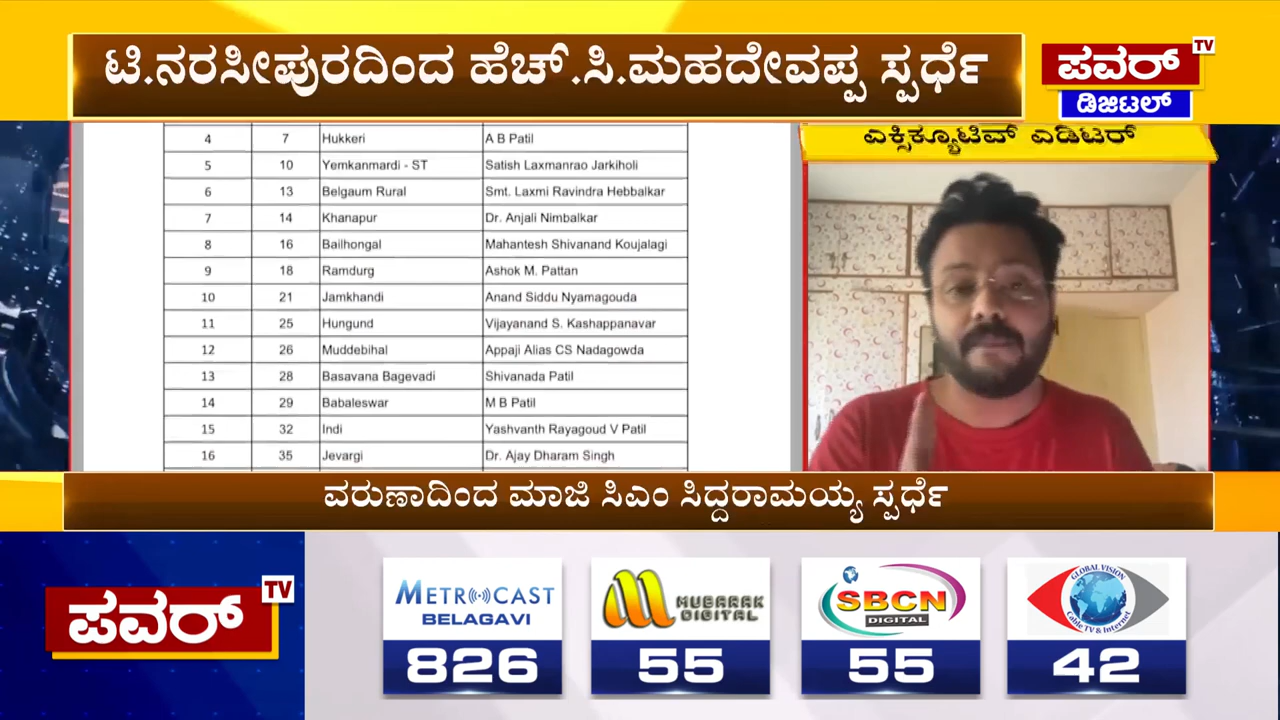 ಟಿ.ನರಸೀಪುರದಿಂದ ಹೆಚ್.ಸಿ.ಮಹದೇವಪ್ಪ ಸ್ಪರ್ಧೆ
ಪವರ್ TV
ಡಿಜಿಟಲ್
ಎಕ್ಸಿಕ್ಯೂಟಿವ್ ಎಡಿಟರ್
4 7 Hukkeri A B Patil
5 10 Yemkanmardi - ST Satish Laxmanrao Jarkiholi
6 13 Belgaum Rural Smt. Laxmi Ravindra Hebbalkar
7 14 Khanapur Dr. Anjali Nimbalkar
8 16 Bailhongal Mahantesh Shivanand Koujalagi
9 18 Ramdurg Ashok M. Pattan
10 21 Jamkhandi Anand Siddu Nyamagouda
11 25 Hungund Vijayanand S. Kashappanavar
12 26 Muddebihal Appaji Alias CS Nadagowda
13 28 Basavana Bagevadi Shivanada Patil
14 29 Babaleswar M B Patil
15 32 Indi Yashvanth Rayagoud V Patil
16 35 Jevargi Dr. Ajay Dharam Singh
ವರುಣಾದಿಂದ ಮಾಜಿ ಸಿಎಂ ಸಿದ್ದರಾಮಯ್ಯ ಸ್ಪರ್ಧೆ
ಪವರ್ TV
METROCAST
BELAGAVI
826
MUBARAK
DIGITAL
55
SBCN
DIGITAL
55
GLOBAL VISION
Cable TV & Internet
42